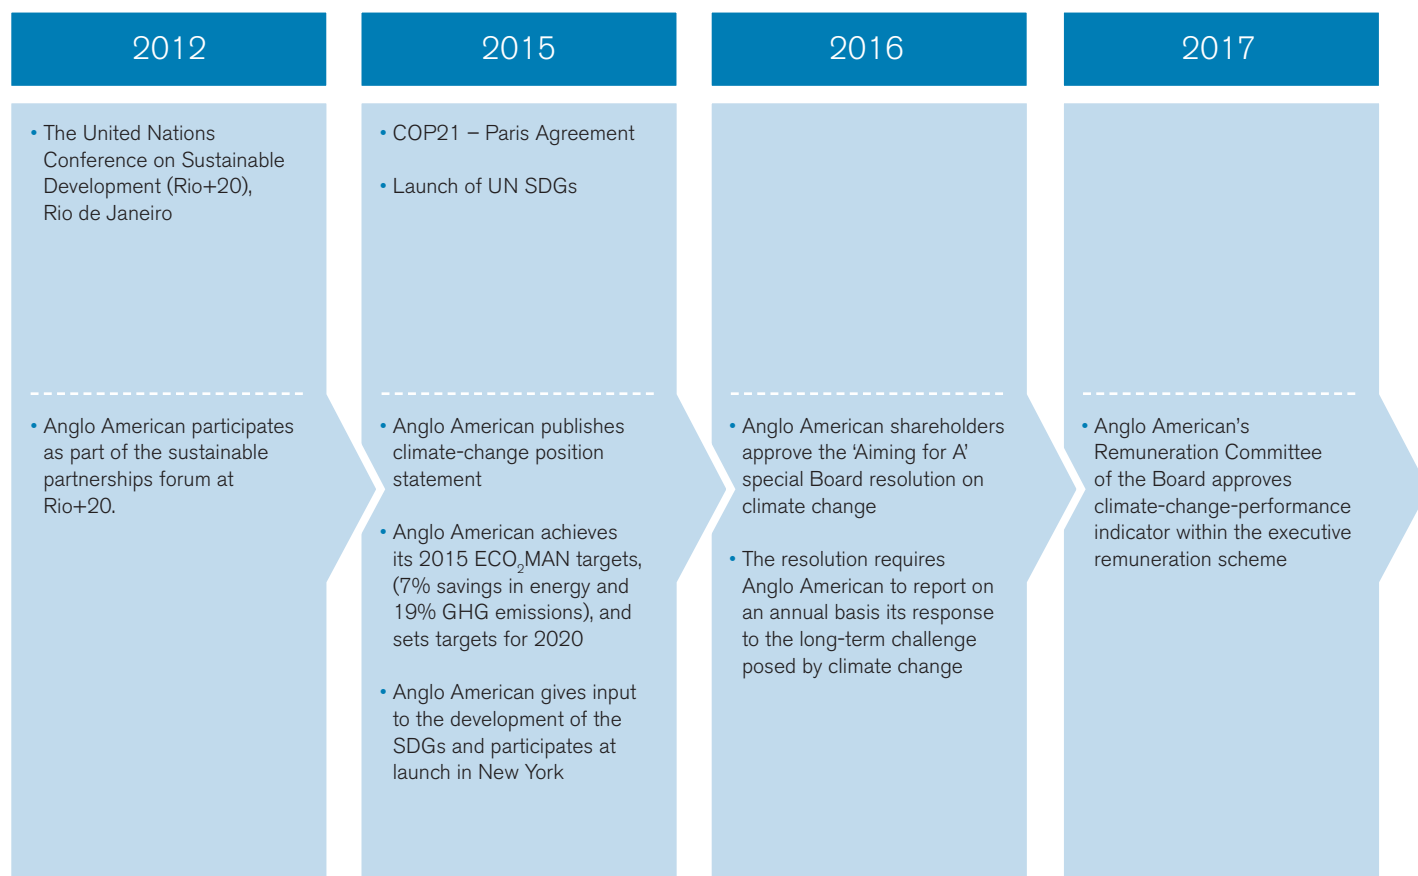 2012
• The United Nations
Conference on Sustainable
Development (Rio+20),
Rio de Janeiro
• Anglo American participates
as part of the sustainable
partnerships forum at
Rio+20.
2015
• COP21 – Paris Agreement
• Launch of UN SDGs
• Anglo American publishes
climate-change position
statement
• Anglo American achieves
its 2015 ECO₂MAN targets,
(7% savings in energy and
19% GHG emissions), and
sets targets for 2020
• Anglo American gives input
to the development of the
SDGs and participates at
launch in New York
2016
• Anglo American shareholders
approve the ‘Aiming for A’
special Board resolution on
climate change
• The resolution requires
Anglo American to report on
an annual basis its response
to the long-term challenge
posed by climate change
2017
• Anglo American’s
Remuneration Committee
of the Board approves
climate-change-performance
indicator within the executive
remuneration scheme